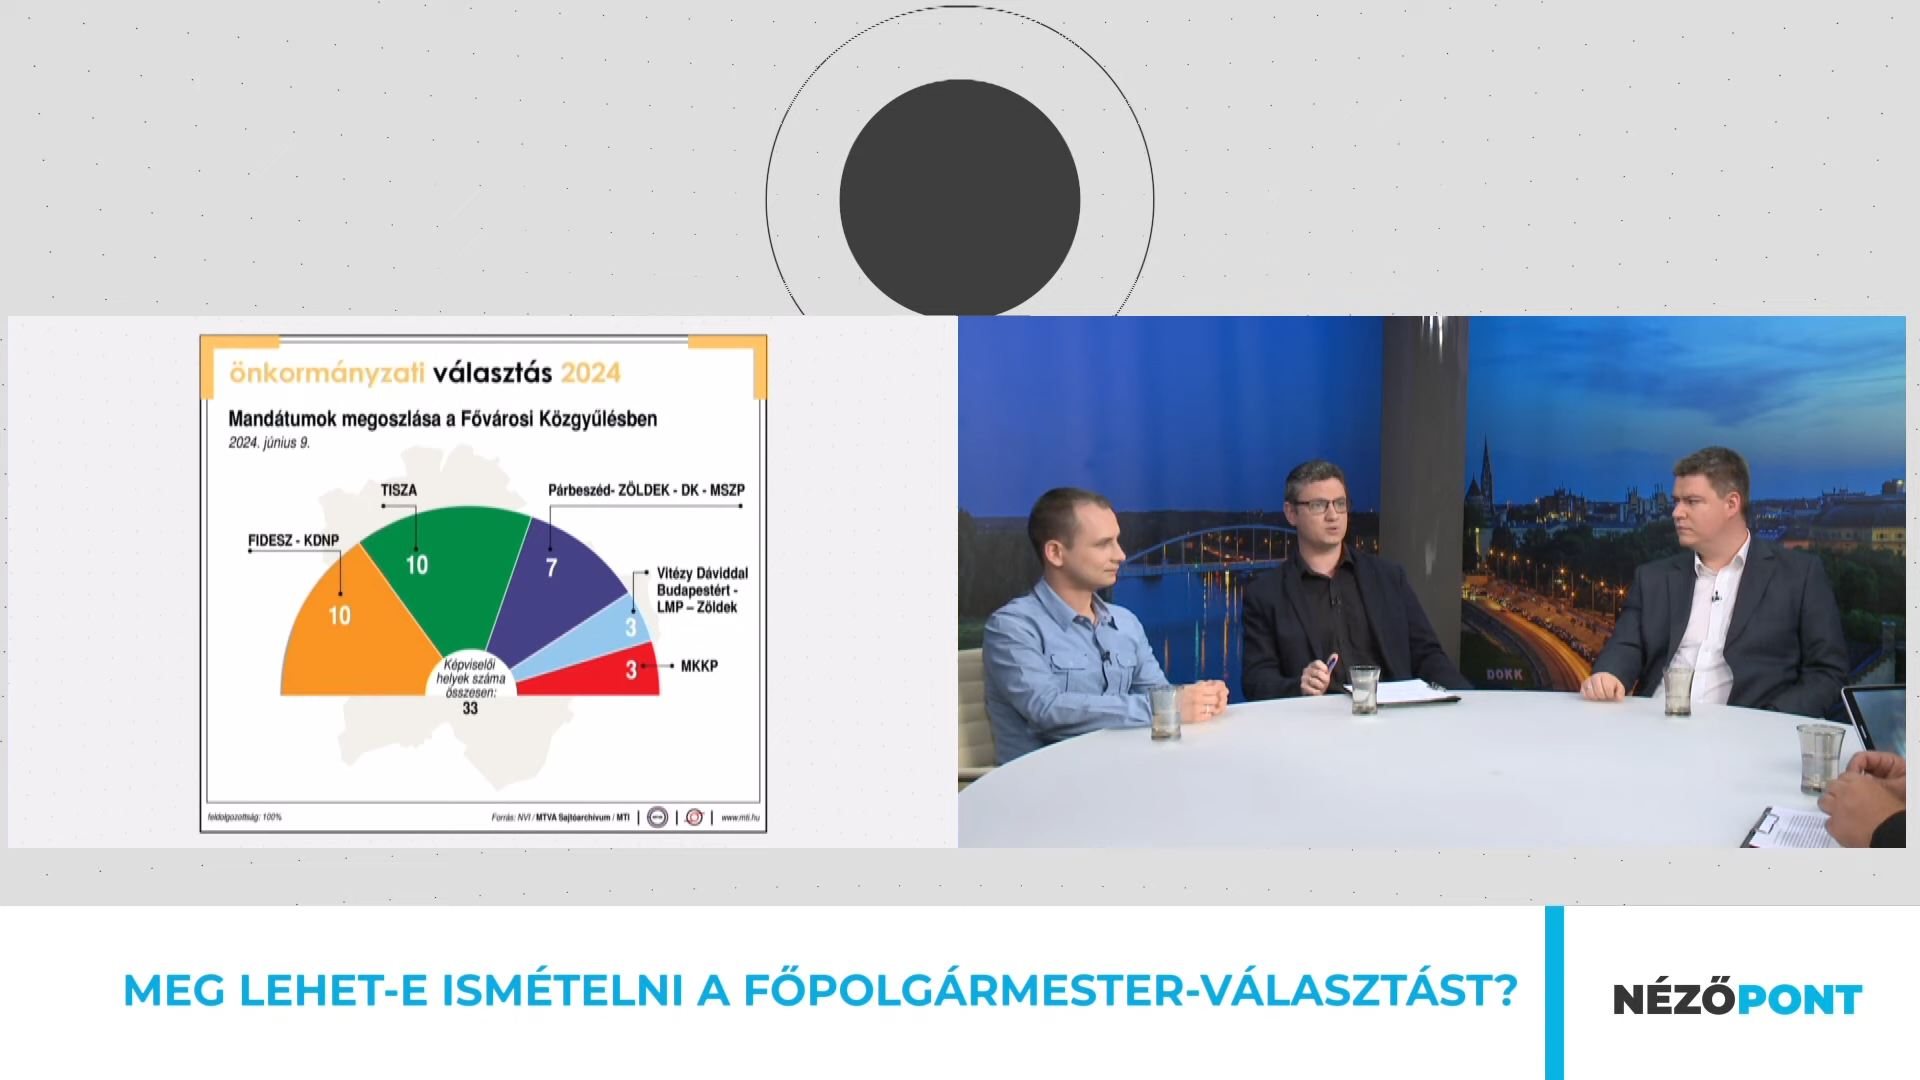 önkormányzati választás 2024
Mandátumok megoszlása a Fővárosi Közgyűlésben
2024. június 9.
TISZA
Párbeszéd- ZÖLDEK - DK - MSZP
FIDESZ - KDNP
10
7
Vitézy Dáviddal
Budapestért -
LMP – Zöldek
10
3
Képviselői
helyek száma
összesen:
33
3
MKKP
feldolgozottság: 100%
Forrás: NVI / MTVA Sajtóarchívum / MTI
www.mti.hu
DOKK
MEG LEHET-E ISMÉTELNI A FŐPOLGÁRMESTER-VÁLASZTÁST?
NÉZŐPONT